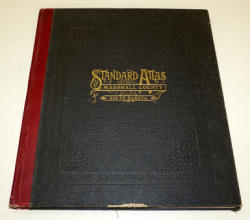 STANDARD ATLAS
MARSHALL COUNTY
SOUTH DAKOTA